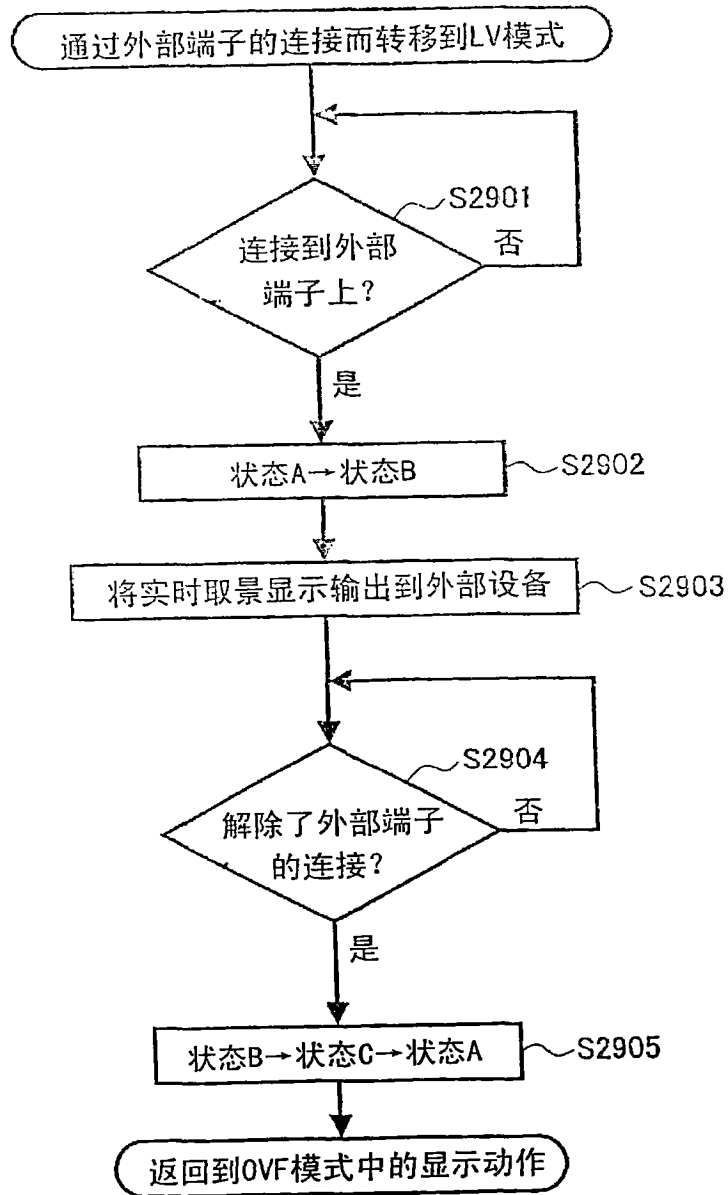 通过外部端子的连接而转移到LV模式
S2901
连接到外部
端子上？
否
是
状态A→状态B
S2902
将实时取景显示输出到外部设备
S2903
S2904
解除了外部端子
的连接？
否
是
状态B→状态C→状态A
S2905
返回到OVF模式中的显示动作